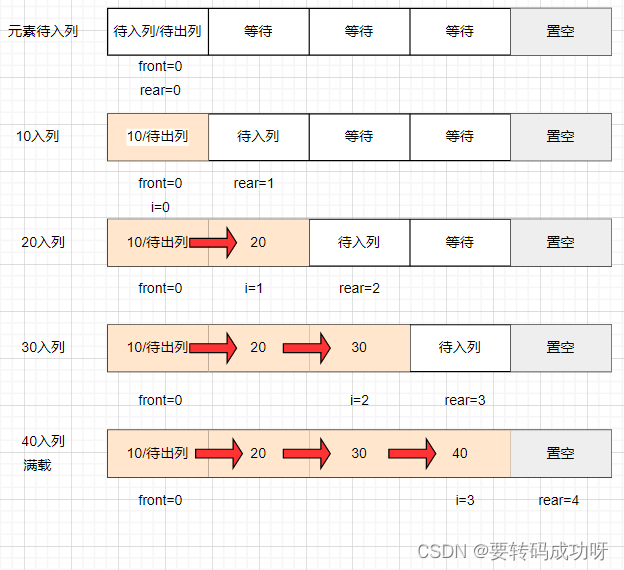 元素待入列 待入列/待出列 等待 等待 等待 置空
front=0
rear=0
10入列 10/待出列 待入列 等待 等待 置空
front=0 rear=1
i=0
20入列 10/待出列 20 待入列 等待 置空
front=0 i=1 rear=2
30入列 10/待出列 20 30 待入列 置空
front=0 i=2 rear=3
40入列
满载 10/待出列 20 30 40 置空
front=0 i=3 rear=4
CSDN @要转码成功呀